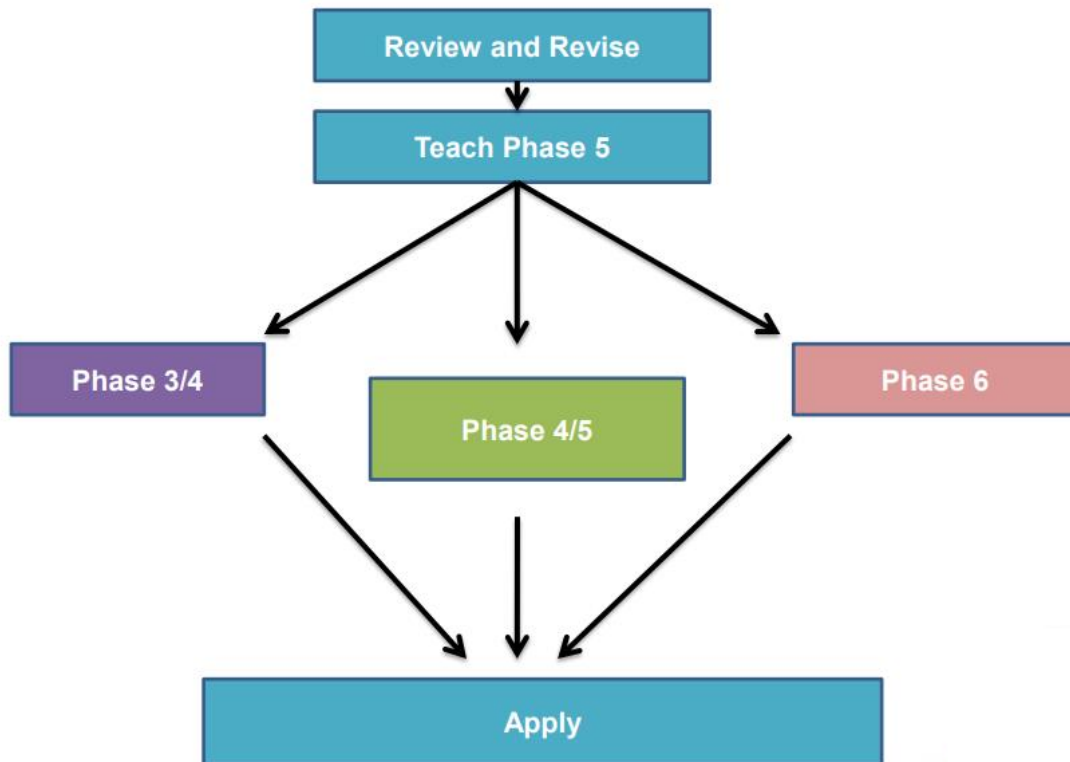 Review and Revise
Teach Phase 5
Phase 3/4
Phase 4/5
Phase 6
Apply